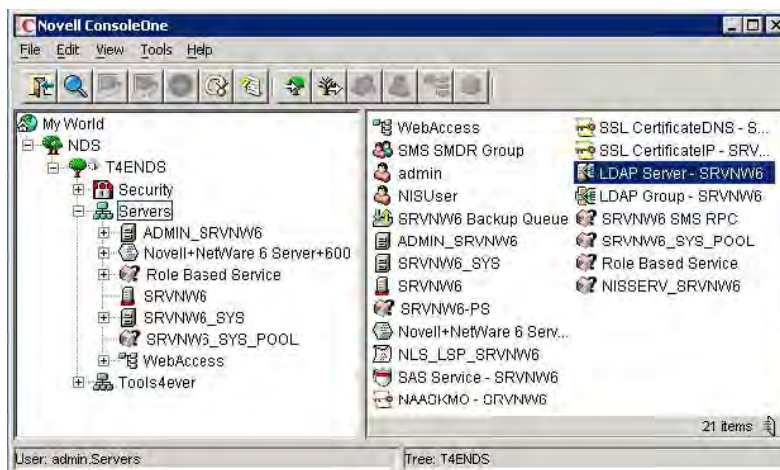 Novell ConsoleOne
File Edit View Tools Help
My World
NDS
T4ENDS
Security
Servers
ADMIN_SRVNW6
Novell+NetWare 6 Server+600
Role Based Service
SRVNW6
SRVNW6_SYS
SRVNW6_SYS_POOL
WebAccess
Tools4ever
WebAccess
SMS SMDR Group
admin
NISUser
SRVNW6 Backup Queue
ADMIN_SRVNW6
SRVNW6_SYS
SRVNW6
SRVNW6-PS
Novell+NetWare 6 Serv...
NLS_LSP_SRVNW6
SAS Service - SRVNW6
NAASKMO - SRVNW6
SSL CertificateDNS - S...
SSL CertificateIP - SRV...
LDAP Server - SRVNW6
LDAP Group - SRVNW6
SRVNW6 SMS RPC
SRVNW6_SYS_POOL
Role Based Service
NISSERV_SRVNW6
21 items
User: admin.Servers
Tree: T4ENDS